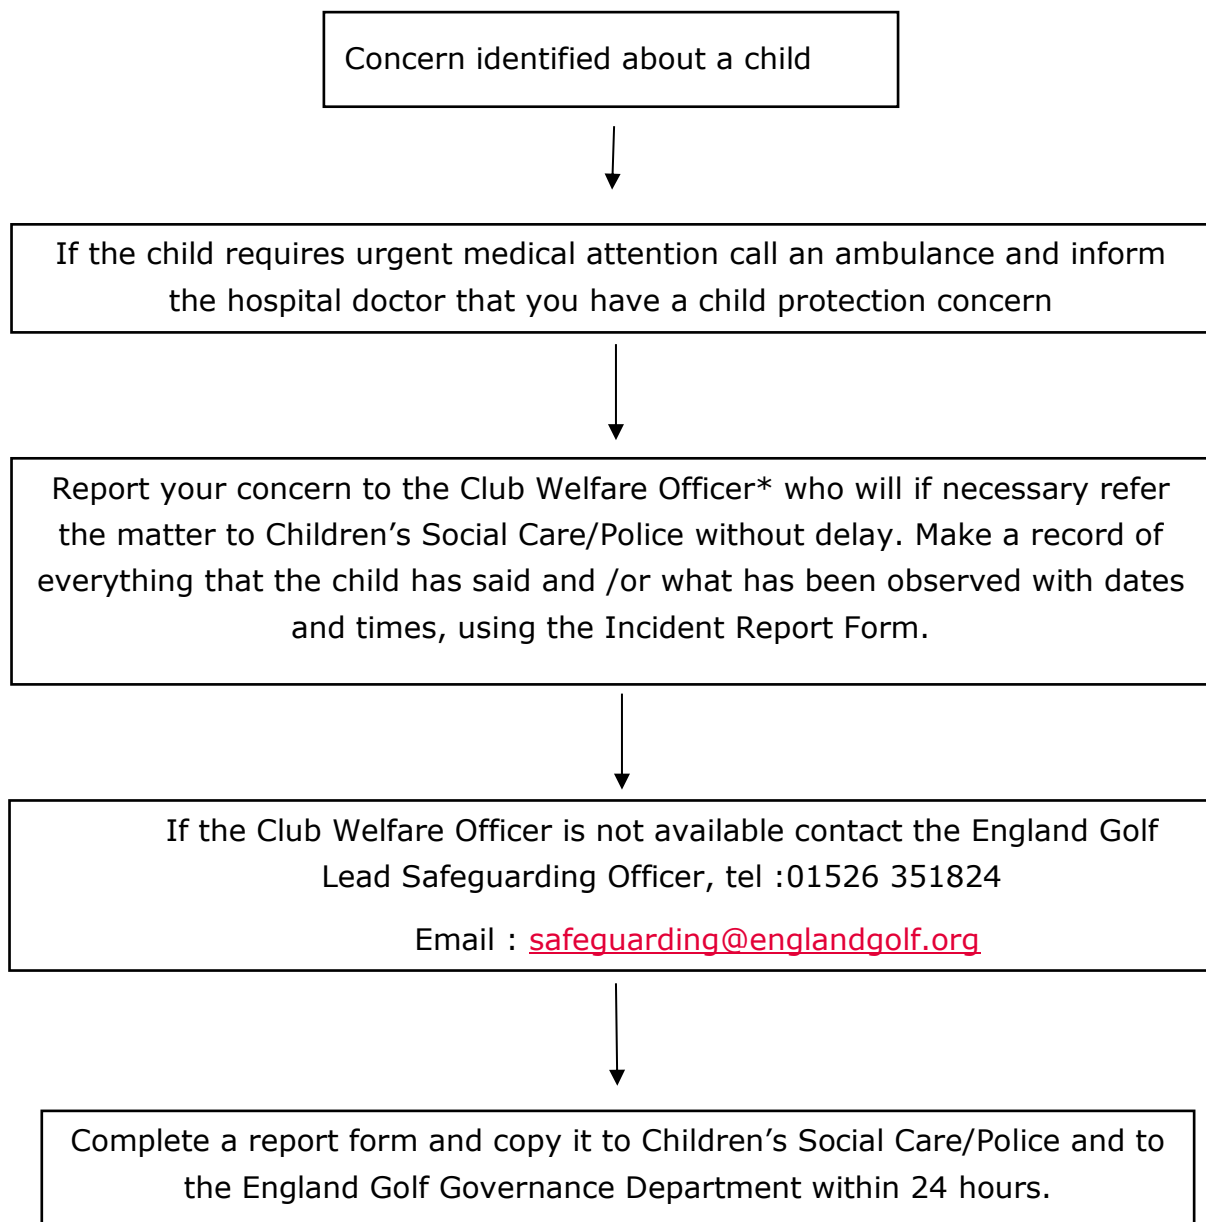 Concern identified about a child
If the child requires urgent medical attention call an ambulance and inform
the hospital doctor that you have a child protection concern
Report your concern to the Club Welfare Officer* who will if necessary refer
the matter to Children’s Social Care/Police without delay. Make a record of
everything that the child has said and /or what has been observed with dates
and times, using the Incident Report Form.
If the Club Welfare Officer is not available contact the England Golf
Lead Safeguarding Officer, tel :01526 351824
Email : safeguarding@englandgolf.org
Complete a report form and copy it to Children’s Social Care/Police and to
the England Golf Governance Department within 24 hours.